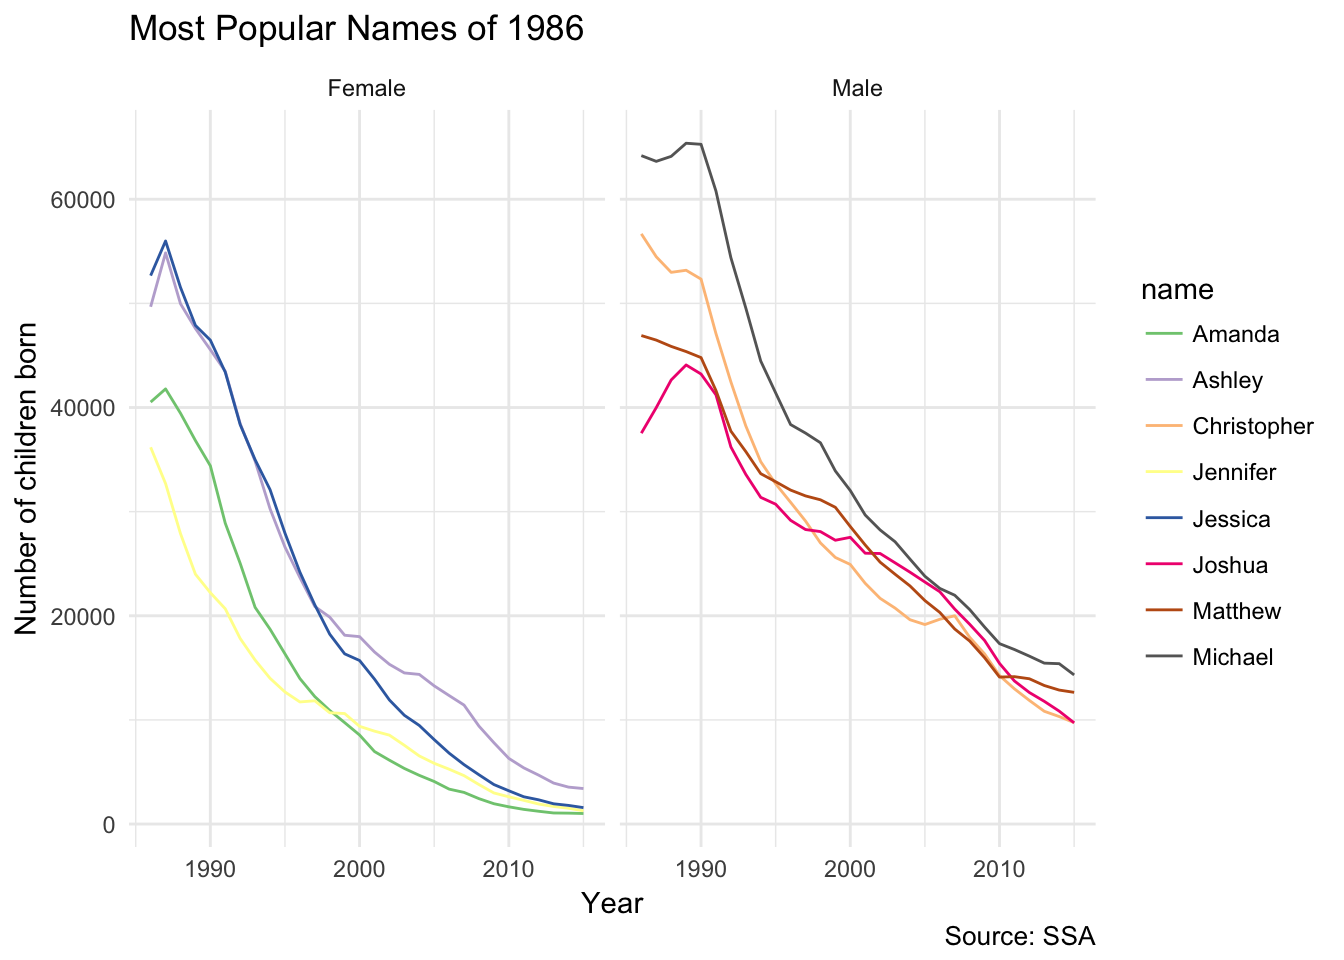 Most Popular Names of 1986
Female
Male
60000
40000
20000
0
Number of children born
1990
2000
2010
1990
2000
2010
Year
name
Amanda
Ashley
Christopher
Jennifer
Jessica
Joshua
Matthew
Michael
Source: SSA